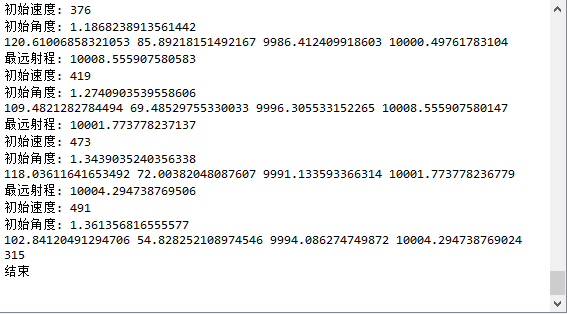 初始速度: 376
初始角度: 1.1868238913561442
120.61006858321053 85.89218151492167 9986.412409918603 10000.49761783104
最远射程: 10008.555907580583
初始速度: 419
初始角度: 1.2740903539558606
109.4821282784494 69.48529755330033 9996.305533152265 10008.555907580147
最远射程: 10001.773778237137
初始速度: 473
初始角度: 1.3439035240356338
118.03611641653492 72.00382048087607 9991.133593366314 10001.773778236779
最远射程: 10004.294738769506
初始速度: 491
初始角度: 1.361356816555577
102.84120491294706 54.828252108974546 9994.086274749872 10004.294738769024
315
结束